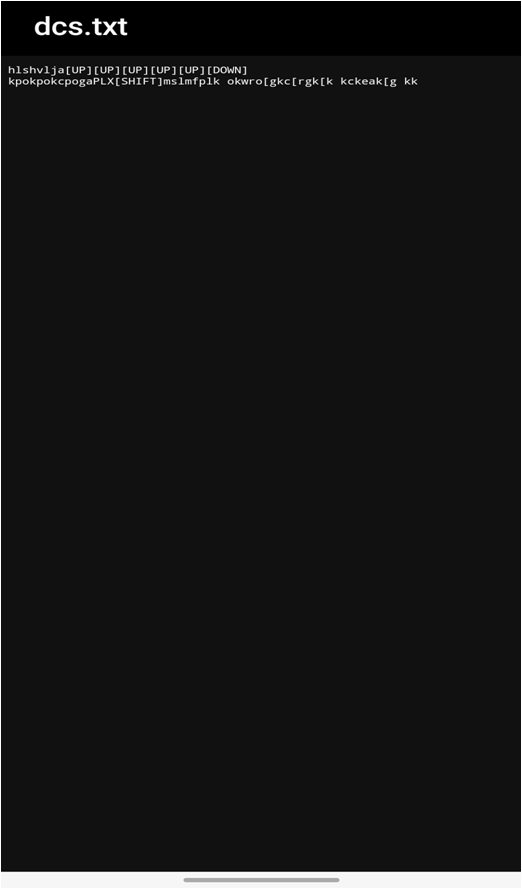 dcs.txt
hlshvlja[UP][UP][UP][UP][UP][DOWN]
kpokpokcpogaPLX[SHIFT]mslmfplk okwro[gkc[rgk[k kckeak[g kk